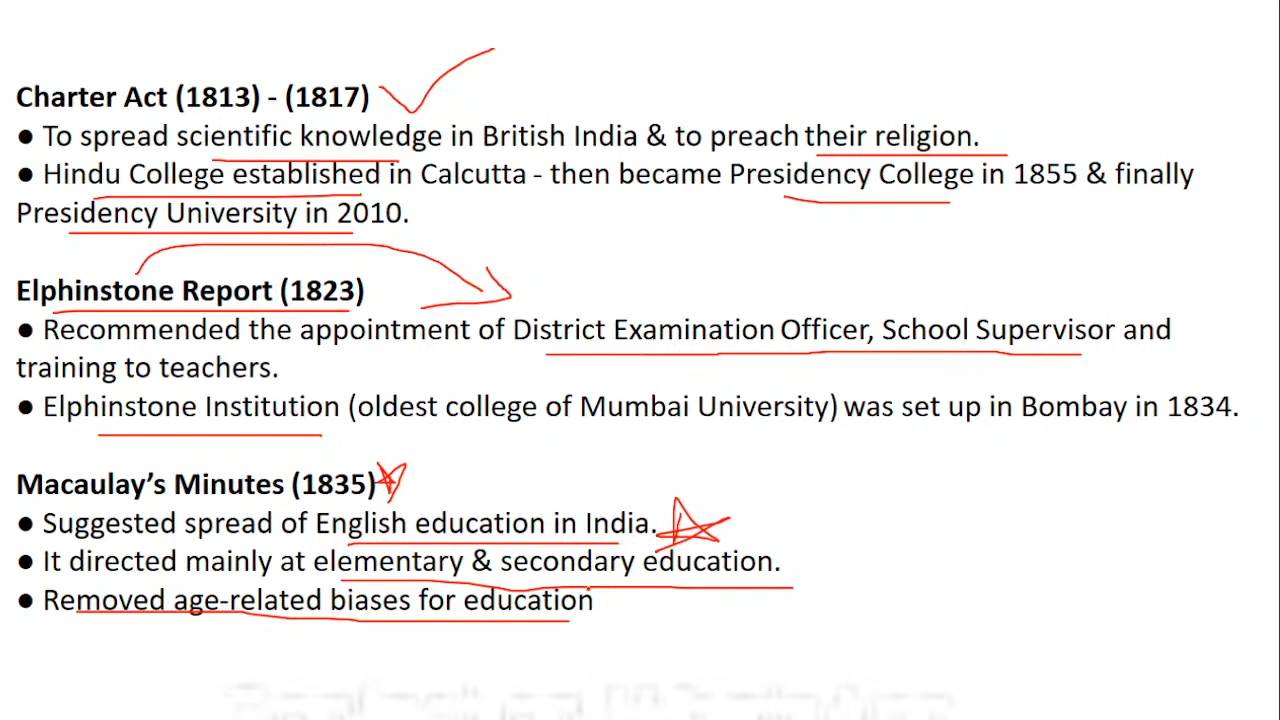 Charter Act (1813) - (1817)
● To spread scientific knowledge in British India & to preach their religion.
● Hindu College established in Calcutta - then became Presidency College in 1855 & finally
Presidency University in 2010.
Elphinstone Report (1823)
● Recommended the appointment of District Examination Officer, School Supervisor and
training to teachers.
● Elphinstone Institution (oldest college of Mumbai University) was set up in Bombay in 1834.
Macaulay’s Minutes (1835)
● Suggested spread of English education in India.
● It directed mainly at elementary & secondary education.
● Removed age-related biases for education